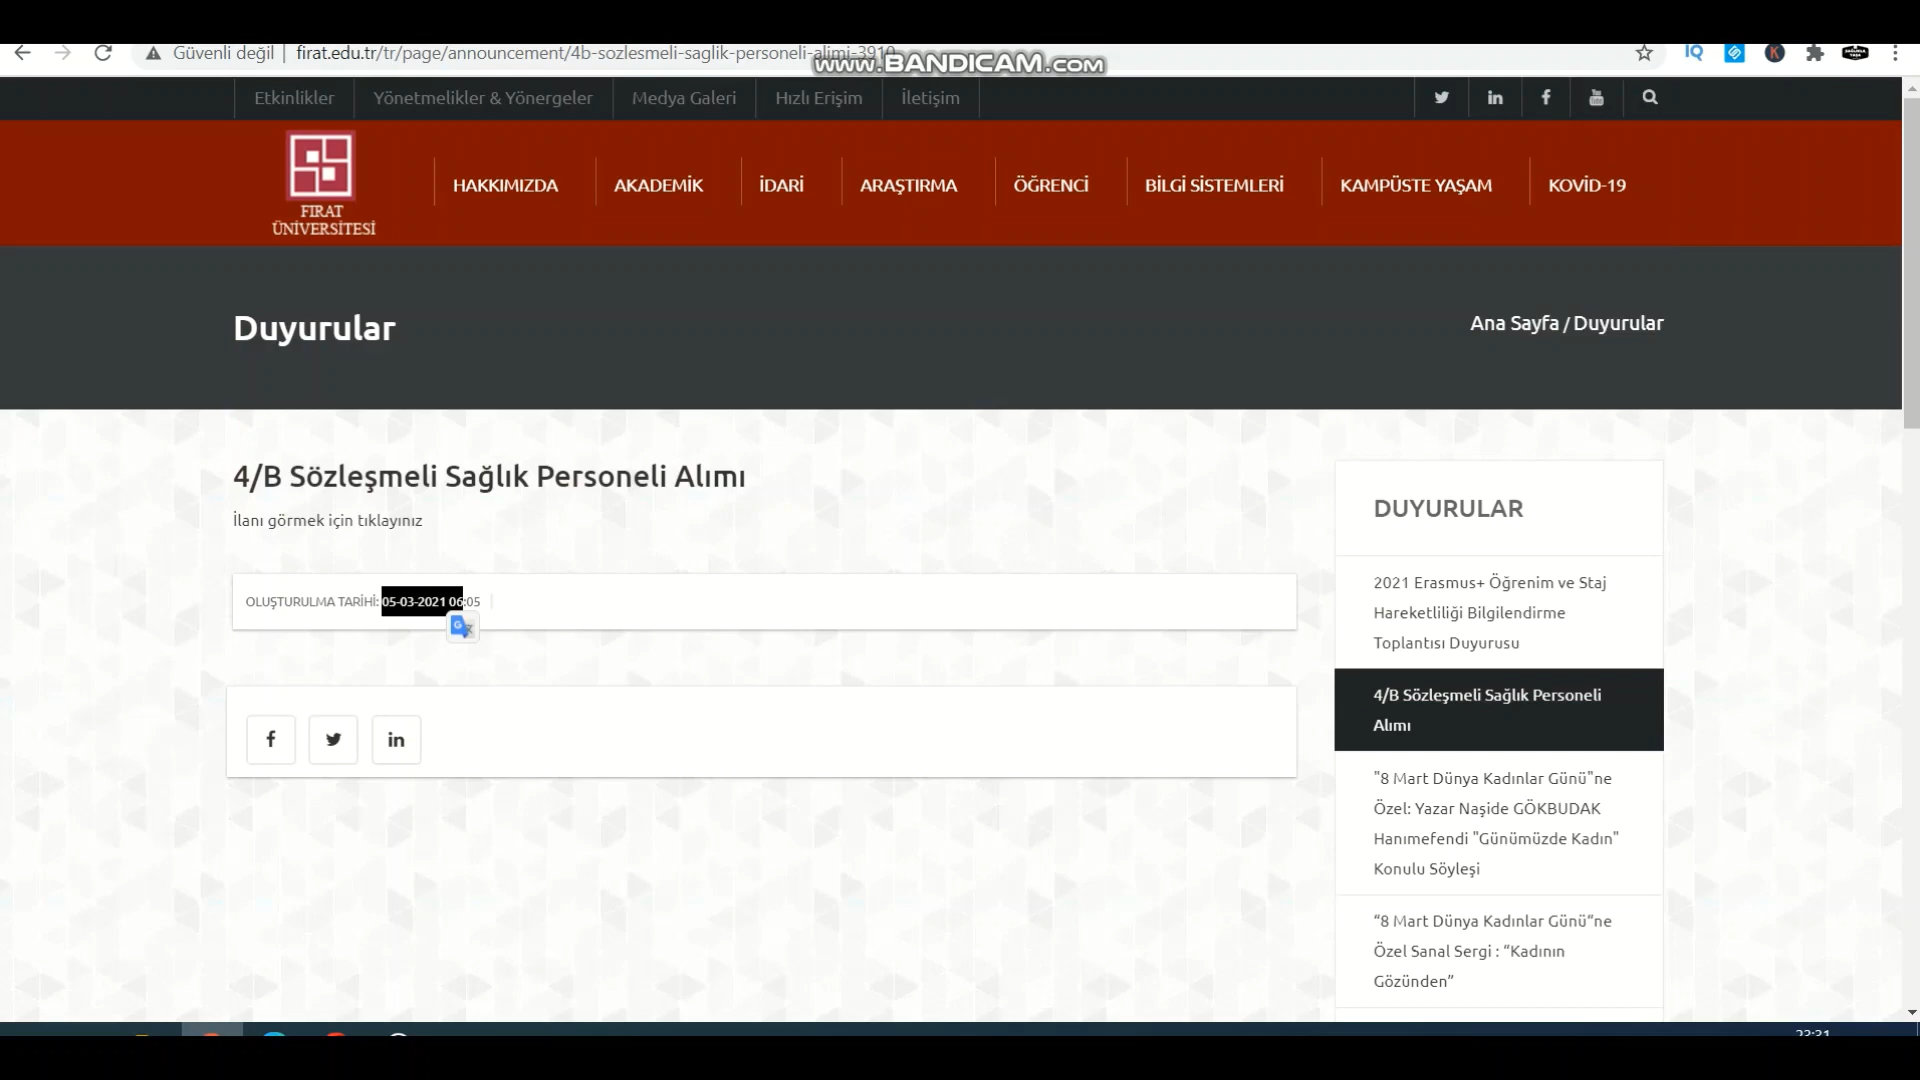 Güvenli değil | firat.edu.tr/tr/page/announcement/4b-sozlesmeli-saglik-personeli-alimi-3910
www.BANDICAM.com
Etkinlikler
Yönetmelikler & Yönergeler
Medya Galeri
Hızlı Erişim
İletişim
FIRAT
ÜNİVERSİTESİ
HAKKIMIZDA
AKADEMİK
İDARİ
ARAŞTIRMA
ÖĞRENCİ
BİLGİ SİSTEMLERİ
KAMPÜSTE YAŞAM
KOVİD-19
Duyurular
Ana Sayfa / Duyurular
4/B Sözleşmeli Sağlık Personeli Alımı
İlanı görmek için tıklayınız
OLUŞTURULMA TARİHİ: 05-03-2021 06:05
DUYURULAR
2021 Erasmus+ Öğrenim ve Staj
Hareketliliği Bilgilendirme
Toplantısı Duyurusu
4/B Sözleşmeli Sağlık Personeli
Alımı
"8 Mart Dünya Kadınlar Günü"ne
Özel: Yazar Naşide GÖKBUDAK
Hanımefendi "Günümüzde Kadın"
Konulu Söyleşi
“8 Mart Dünya Kadınlar Günü“ne
Özel Sanal Sergi : “Kadının
Gözünden”